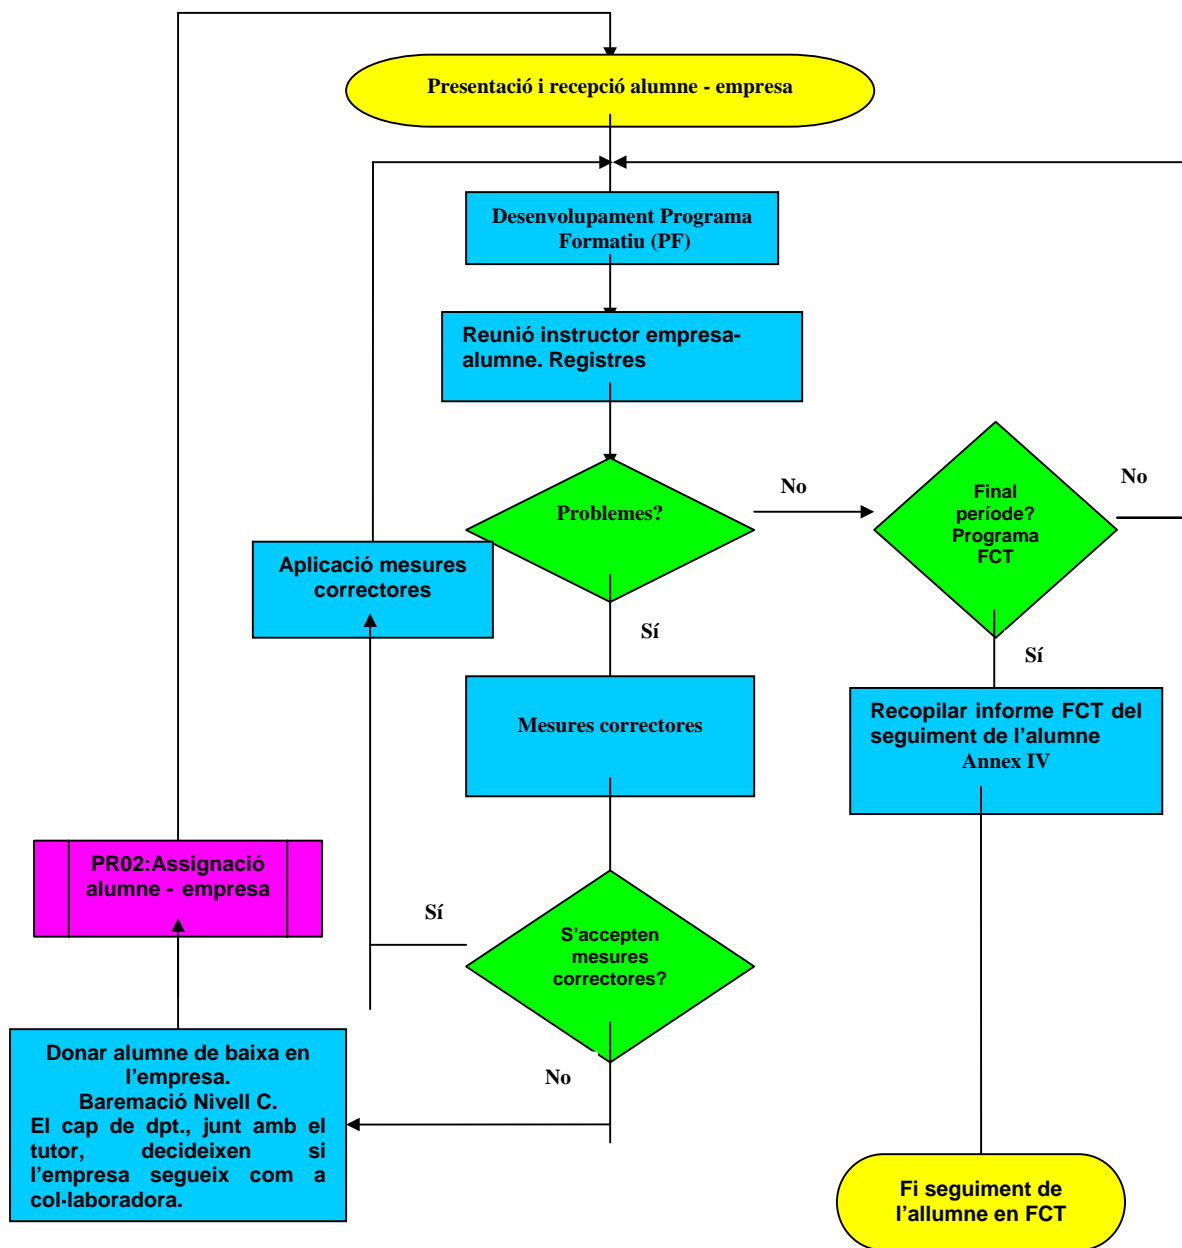 Presentació i recepció alumne - empresa
Desenvolupament Programa
Formatiu (PF)
Reunió instructor empresa-
alumne. Registres
Problemes?
No
Final
període?
Programa
FCT
No
Aplicació mesures
correctores
Sí
Sí
Mesures correctores
Recopilar informe FCT del
seguiment de l’alumne
Annex IV
PR02:Assignació
alumne - empresa
Sí
S’accepten
mesures
correctores?
No
Donar alumne de baixa en
l’empresa.
Baremació Nivell C.
El cap de dpt., junt amb el
tutor, decideixen si
l’empresa segueix com a
col·laboradora.
Fi seguiment de
l’allumne en FCT